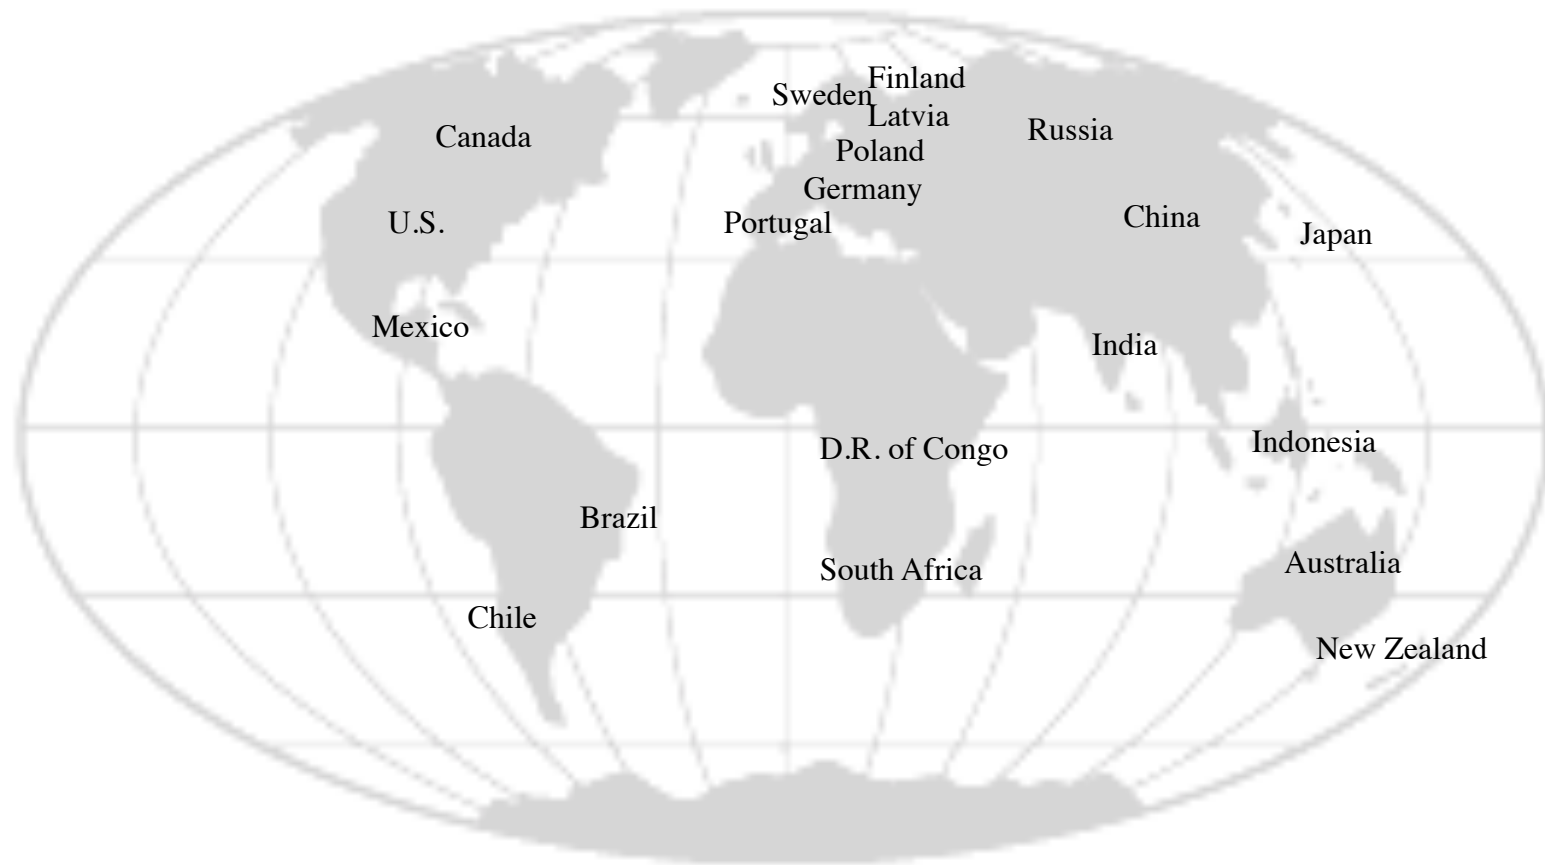 Finland
Sweden
Latvia
Canada
Russia
Poland
Germany
U.S.
Portugal
China
Japan
Mexico
India
D.R. of Congo
Indonesia
Brazil
South Africa
Australia
Chile
New Zealand